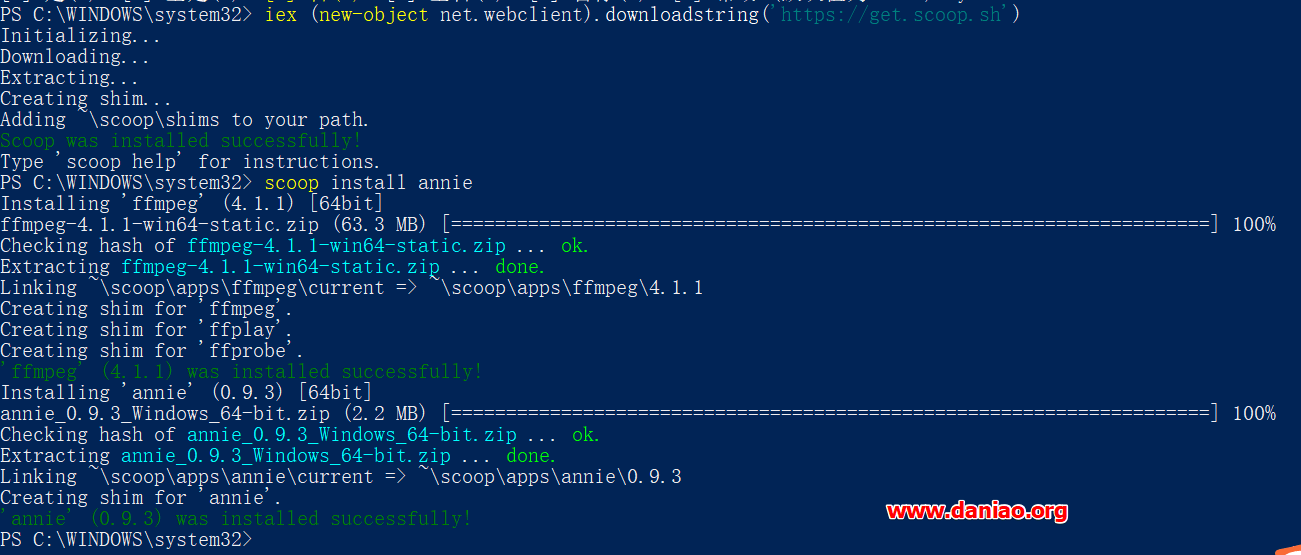 PS C:\WINDOWS\system32> iex (new-object net.webclient).downloadstring('https://get.scoop.sh')
Initializing...
Downloading...
Extracting...
Creating shim...
Adding ~\scoop\shims to your path.
Scoop was installed successfully!
Type 'scoop help' for instructions.
PS C:\WINDOWS\system32> scoop install annie
Installing 'ffmpeg' (4.1.1) [64bit]
ffmpeg-4.1.1-win64-static.zip (63.3 MB) [=====================================================================] 100%
Checking hash of ffmpeg-4.1.1-win64-static.zip ... ok.
Extracting ffmpeg-4.1.1-win64-static.zip ... done.
Linking ~\scoop\apps\ffmpeg\current => ~\scoop\apps\ffmpeg\4.1.1
Creating shim for 'ffmpeg'.
Creating shim for 'ffplay'.
Creating shim for 'ffprobe'.
'ffmpeg' (4.1.1) was installed successfully!
Installing 'annie' (0.9.3) [64bit]
annie_0.9.3_Windows_64-bit.zip (2.2 MB) [=====================================================================] 100%
Checking hash of annie_0.9.3_Windows_64-bit.zip ... ok.
Extracting annie_0.9.3_Windows_64-bit.zip ... done.
Linking ~\scoop\apps\annie\current => ~\scoop\apps\annie\0.9.3
Creating shim for 'annie'.
'annie' (0.9.3) was installed successfully!
www.daniao.org
PS C:\WINDOWS\system32>